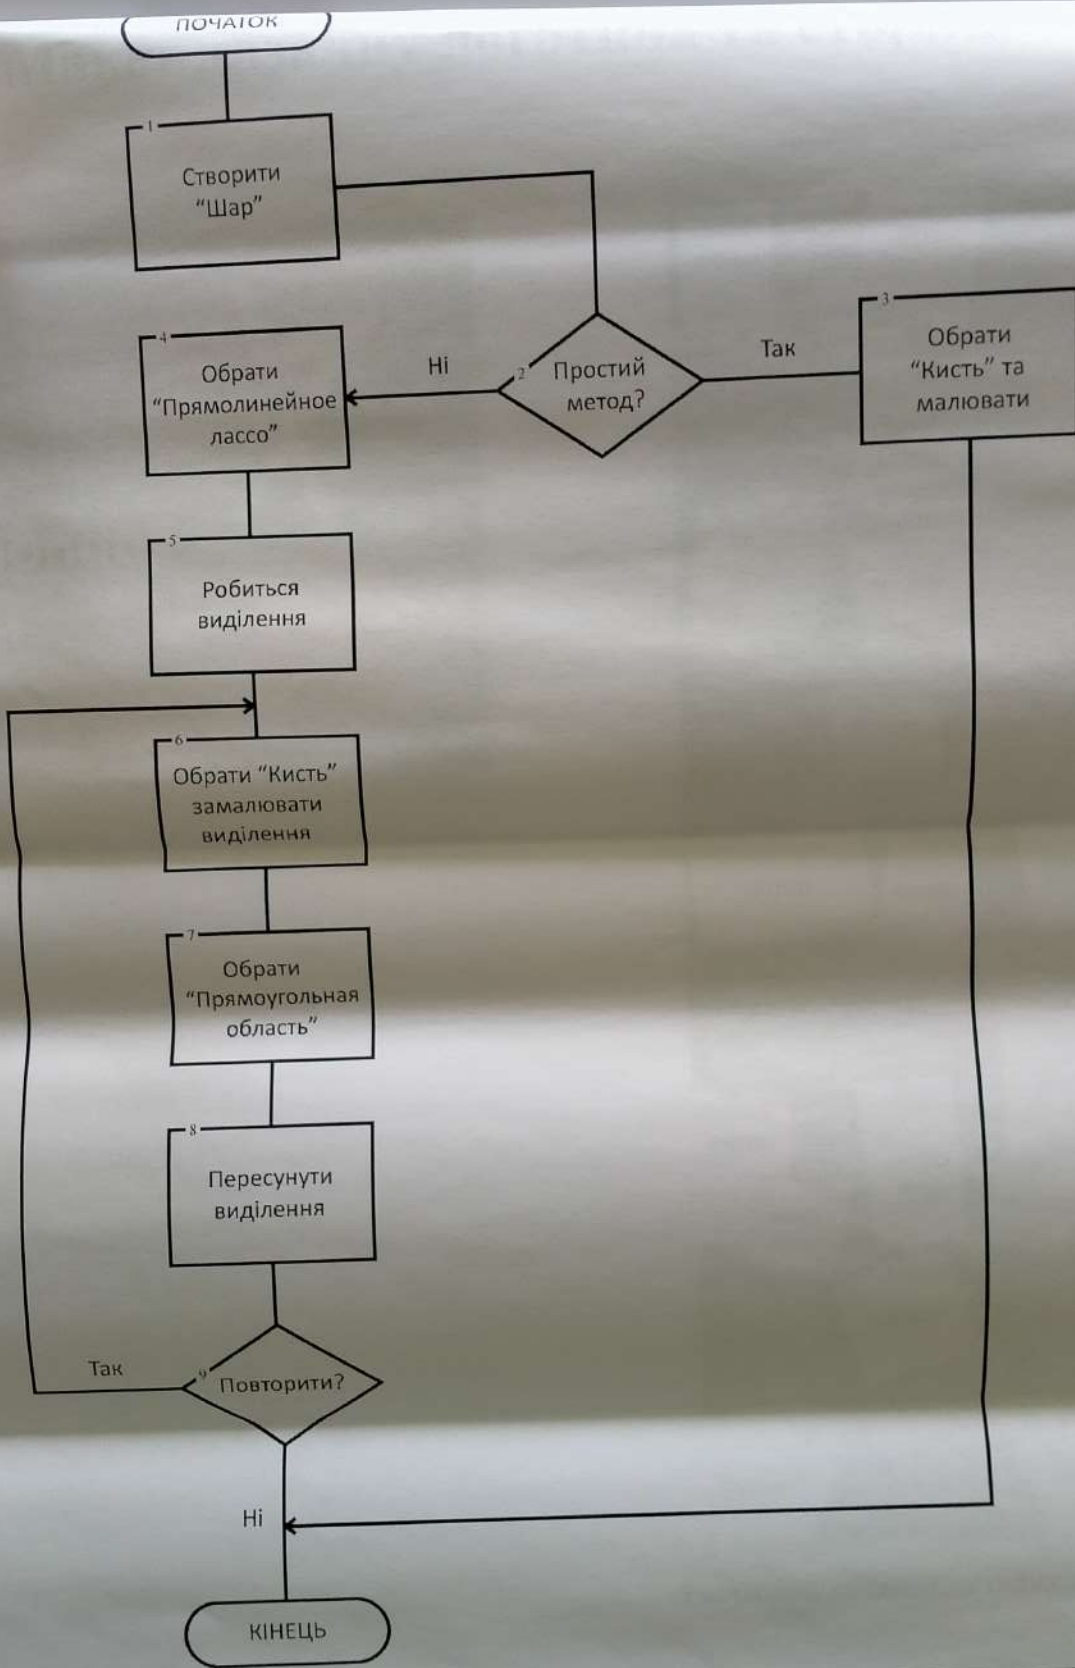 ПОЧАТОК
1
Створити
“Шар”
2
Простий
метод?
Так
3
Обрати
“Кисть” та
малювати
Ні
4
Обрати
“Прямолинейное
лассо”
5
Робиться
виділення
6
Обрати “Кисть”
замалювати
виділення
7
Обрати
“Прямоугольная
область”
8
Пересунути
виділення
9
Повторити?
Так
Ні
КІНЕЦЬ